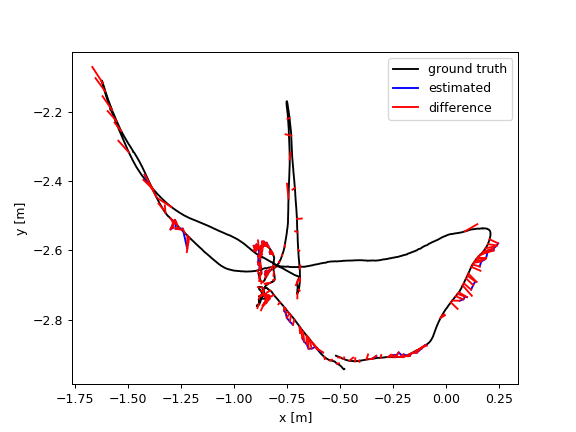 ground truth
estimated
difference
−2.2
−2.4
−2.6
−2.8
y [m]
−1.75 −1.50 −1.25 −1.00 −0.75 −0.50 −0.25 0.00 0.25
x [m]